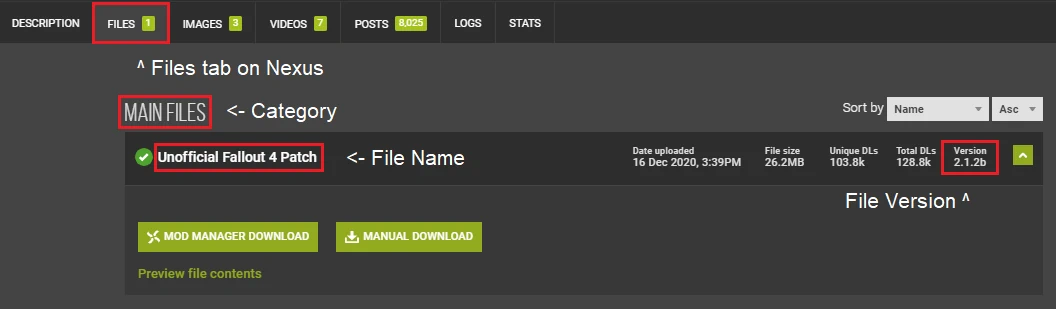 DESCRIPTION FILES 1 IMAGES 3 VIDEOS 7 POSTS 8,025 LOGS STATS
^ Files tab on Nexus
MAIN FILES <- Category Sort by Name Asc
Unofficial Fallout 4 Patch <- File Name
Date uploaded File size Unique DLs Total DLs Version
16 Dec 2020, 3:39PM 26.2MB 103.8k 128.8k 2.1.2b
File Version ^
MOD MANAGER DOWNLOAD MANUAL DOWNLOAD
Preview file contents